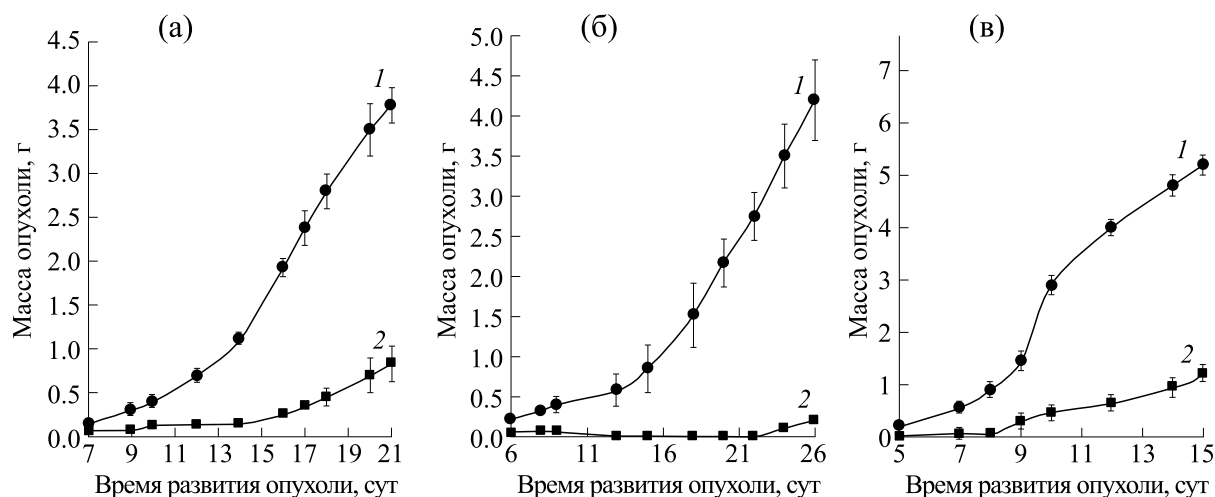 (а)
Масса опухоли, г
4.5
4.0
3.5
3.0
2.5
2.0
1.5
1.0
0.5
0.0
1
2
7 9 11 13 15 17 19 21
Время развития опухоли, сут
(б)
Масса опухоли, г
5.0
4.5
4.0
3.5
3.0
2.5
2.0
1.5
1.0
0.5
0.0
1
2
6 11 16 21 26
Время развития опухоли, сут
(в)
Масса опухоли, г
7
6
5
4
3
2
1
0
1
2
5 7 9 11 13 15
Время развития опухоли, сут